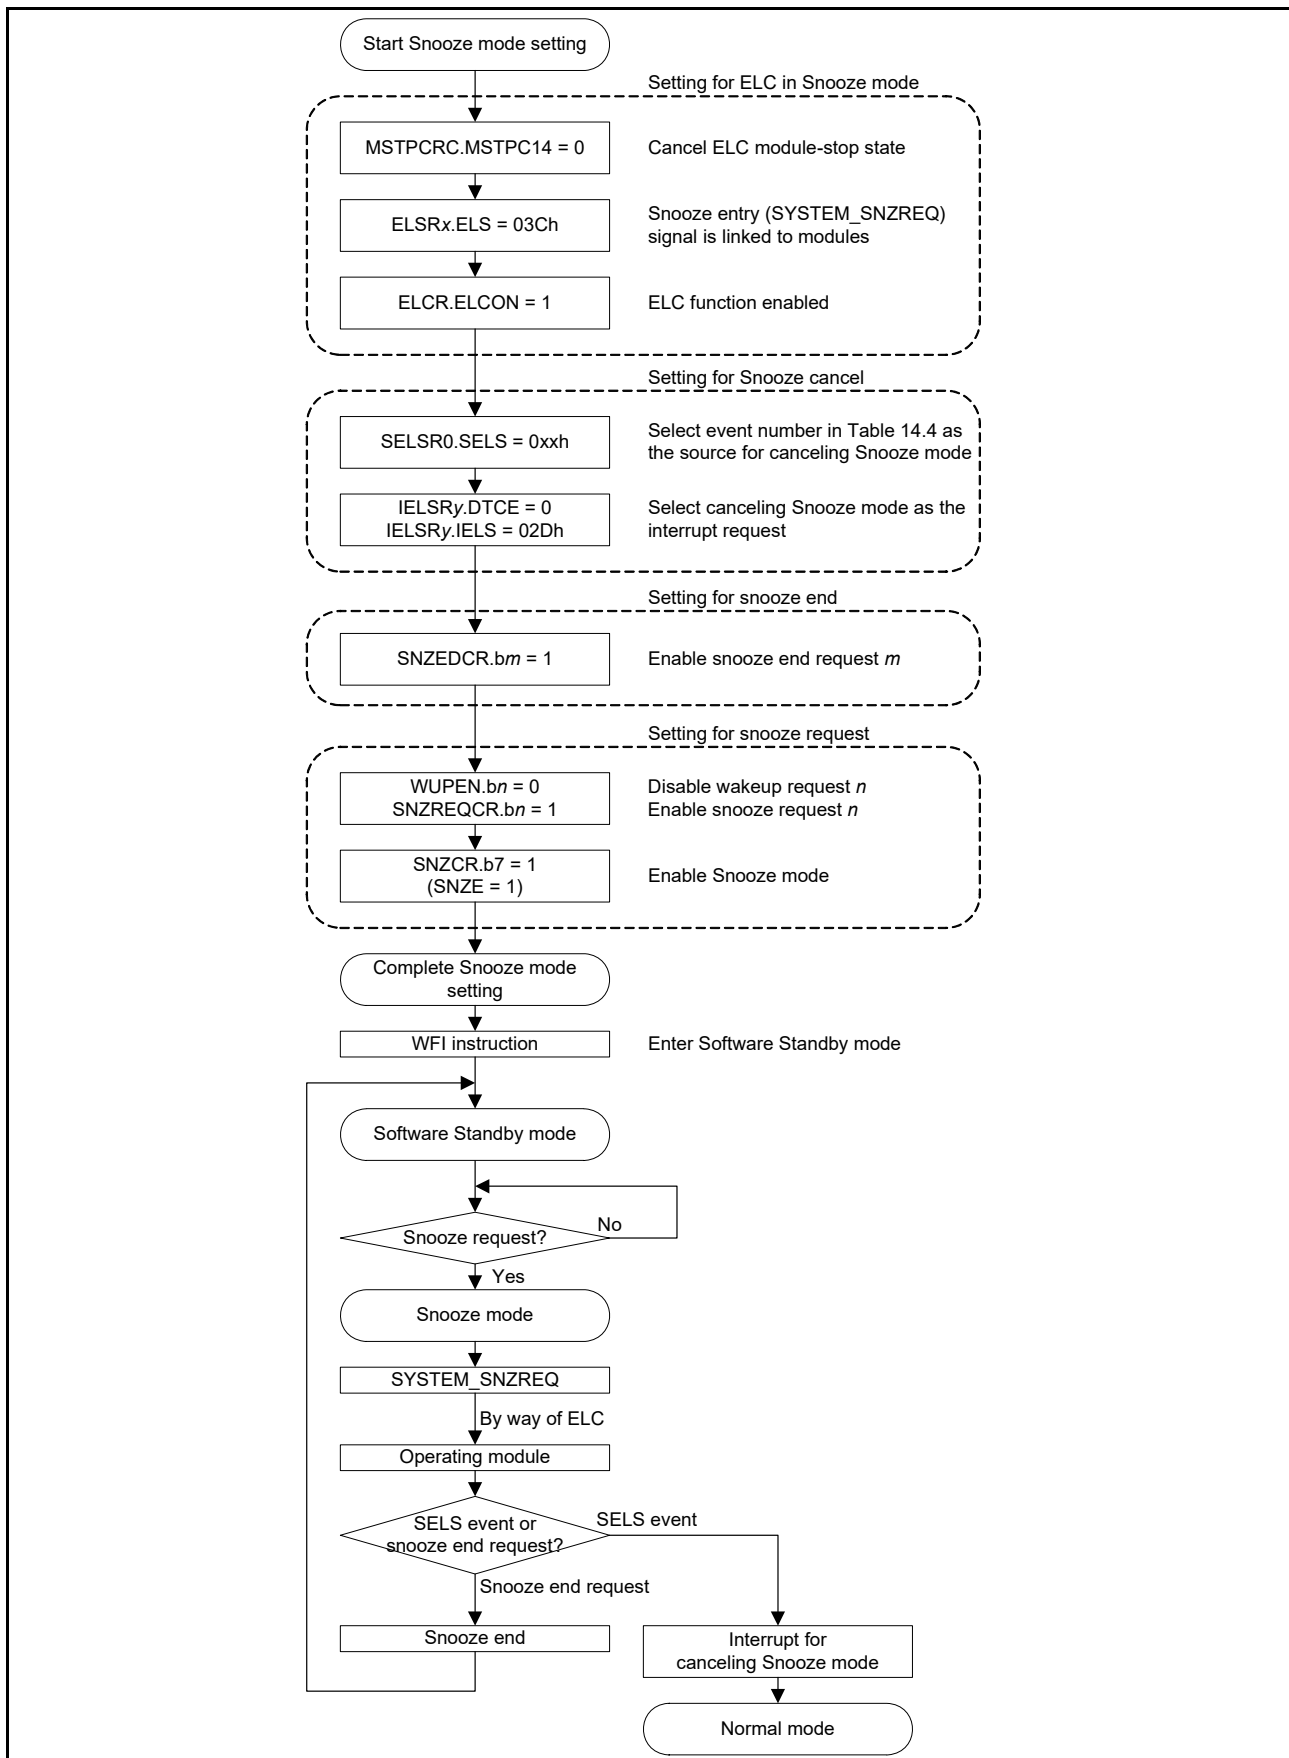 Start Snooze mode setting
Setting for ELC in Snooze mode
MSTPCRC.MSTPC14 = 0
Cancel ELC module-stop state
ELSRx.ELS = 03Ch
Snooze entry (SYSTEM_SNZREQ)
signal is linked to modules
ELCR.ELCON = 1
ELC function enabled
Setting for Snooze cancel
SELSR0.SELS = 0xxh
Select event number in Table 14.4 as
the source for canceling Snooze mode
IELSRy.DTCE = 0
IELSRy.IELS = 02Dh
Select canceling Snooze mode as the
interrupt request
Setting for snooze end
SNZEDCR.bm = 1
Enable snooze end request m
Setting for snooze request
WUPEN.bn = 0
SNZREQCR.bn = 1
Disable wakeup request n
Enable snooze request n
SNZCR.b7 = 1
(SNZE = 1)
Enable Snooze mode
Complete Snooze mode
setting
WFI instruction
Enter Software Standby mode
Software Standby mode
Snooze request?
No
Yes
Snooze mode
SYSTEM_SNZREQ
By way of ELC
Operating module
SELS event or
snooze end request?
SELS event
Snooze end request
Snooze end
Interrupt for
canceling Snooze mode
Normal mode